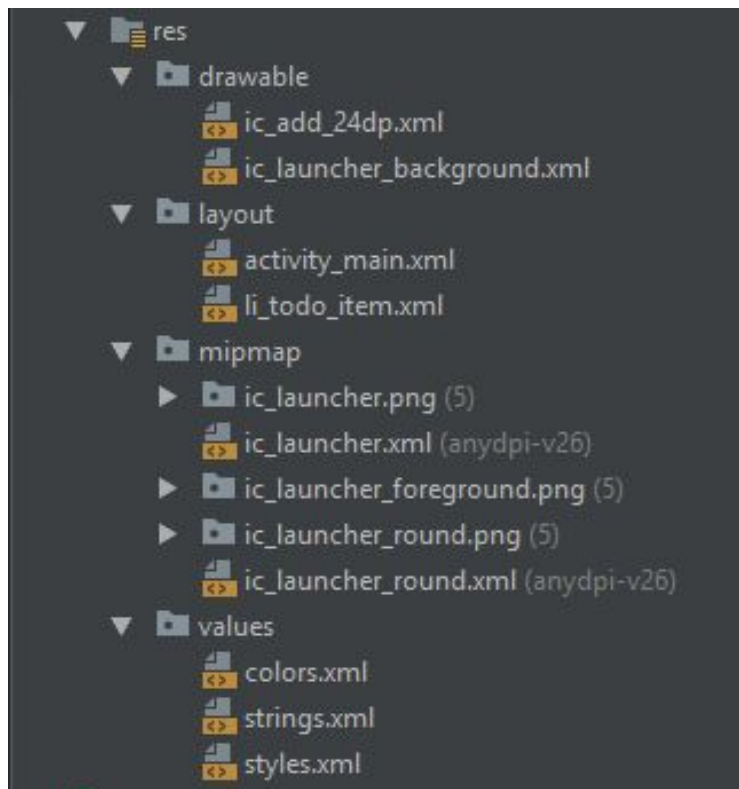 res
drawable
ic_add_24dp.xml
ic_launcher_background.xml
layout
activity_main.xml
li_todo_item.xml
mipmap
ic_launcher.png (5)
ic_launcher.xml (anydpi-v26)
ic_launcher_foreground.png (5)
ic_launcher_round.png (5)
ic_launcher_round.xml (anydpi-v26)
values
colors.xml
strings.xml
styles.xml